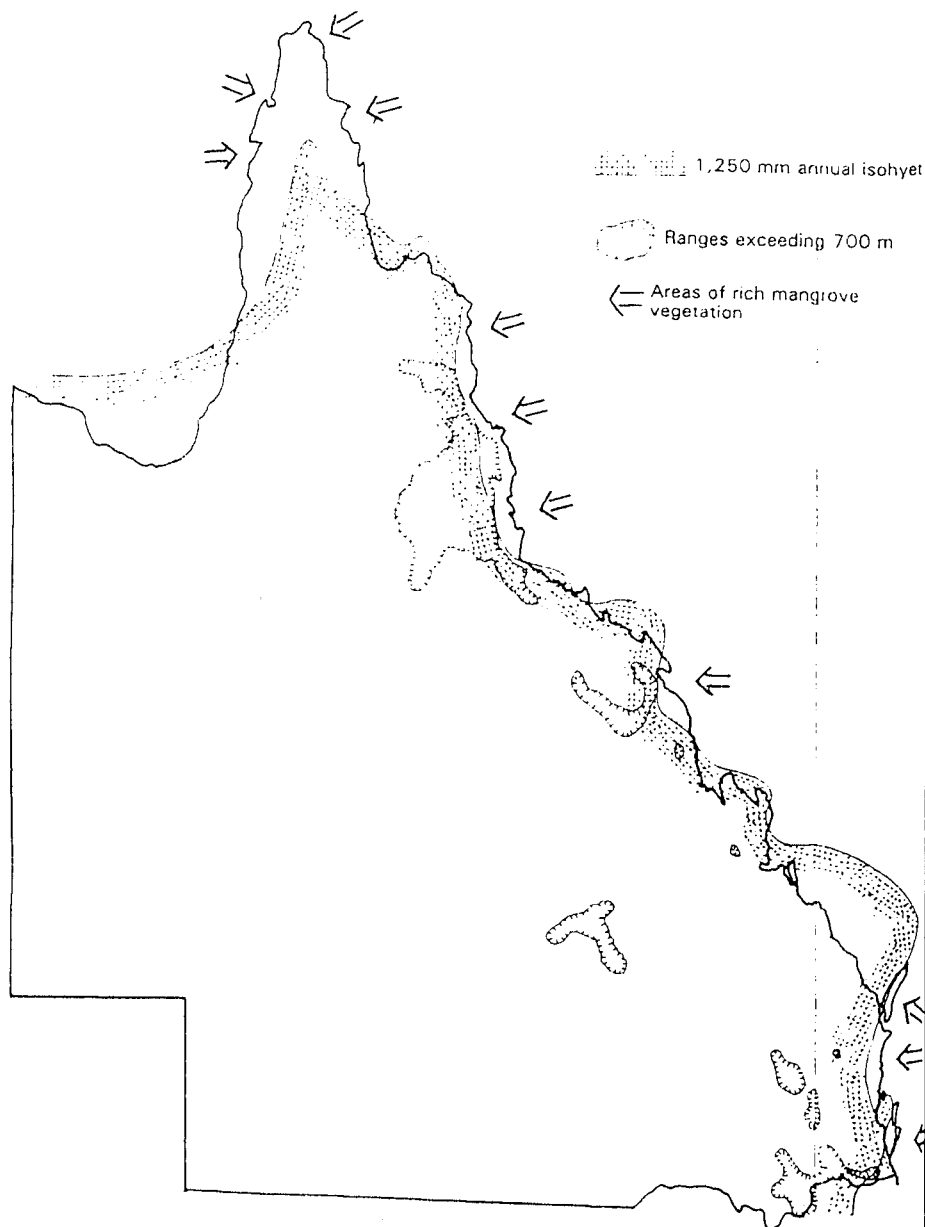 1,250 mm annual isohyet
Ranges exceeding 700 m
Areas of rich mangrove
vegetation